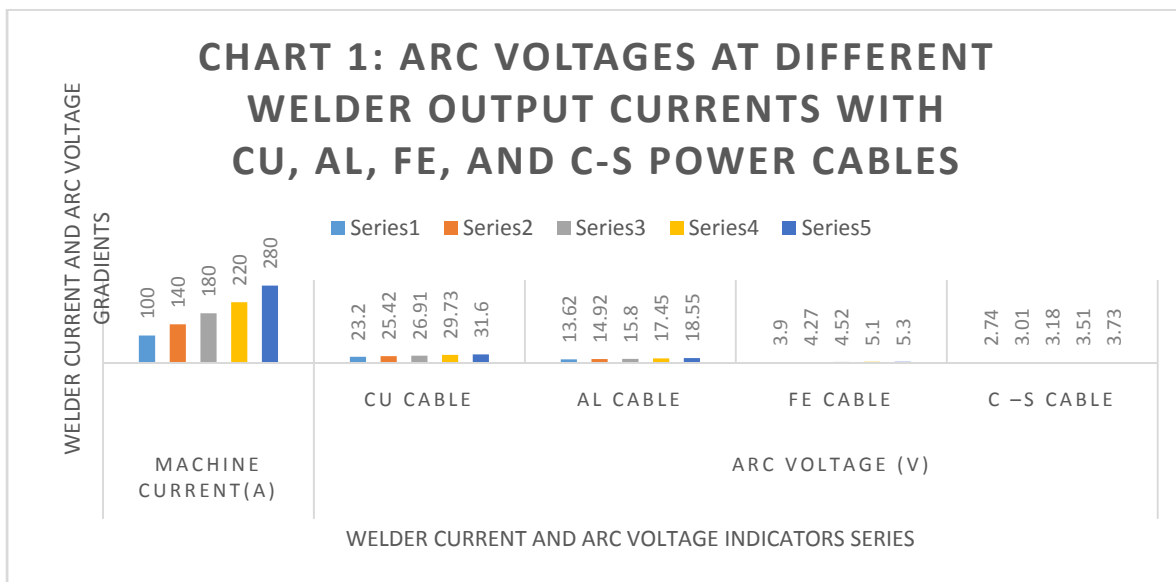 CHART 1: ARC VOLTAGES AT DIFFERENT
WELDER OUTPUT CURRENTS WITH
CU, AL, FE, AND C-S POWER CABLES
Series1 Series2 Series3 Series4 Series5
WELDER CURRENT AND ARC VOLTAGE
GRADIENTS
100 140 180 220 280
23.2 25.42 26.91 29.73 31.6
13.62 14.92 15.8 17.45 18.55
3.9 4.27 4.52 5.1 5.3
2.74 3.01 3.18 3.51 3.73
CU CABLE AL CABLE FE CABLE C –S CABLE
MACHINE
CURRENT(A)
ARC VOLTAGE (V)
WELDER CURRENT AND ARC VOLTAGE INDICATORS SERIES